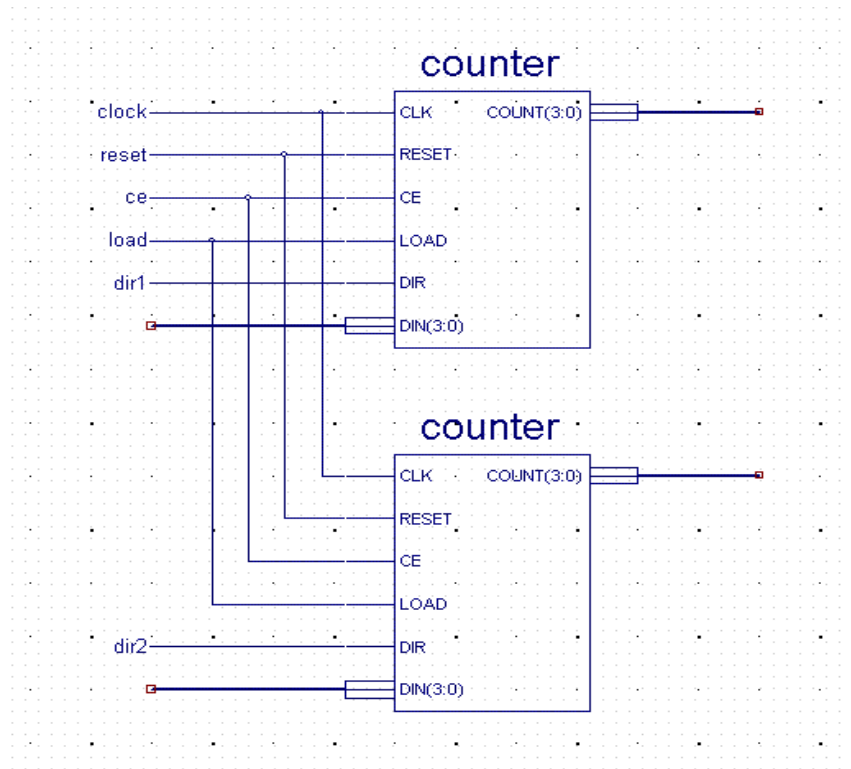 counter
clock CLK COUNT(3:0)
reset RESET
ce CE
load LOAD
dir1 DIR
DIN(3:0)
counter
CLK COUNT(3:0)
RESET
CE
LOAD
dir2 DIR
DIN(3:0)